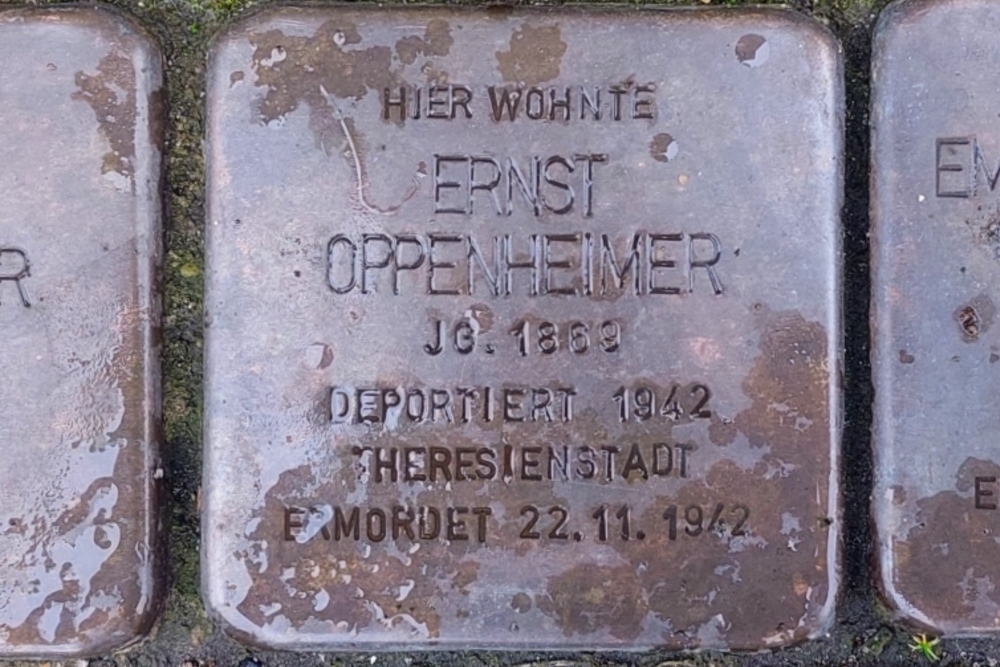 HIER WOHNTE
ERNST
OPPENHEIMER
JG. 1869
DEPORTIERT 1942
THERESIENSTADT
ERMORDET 22.11.1942